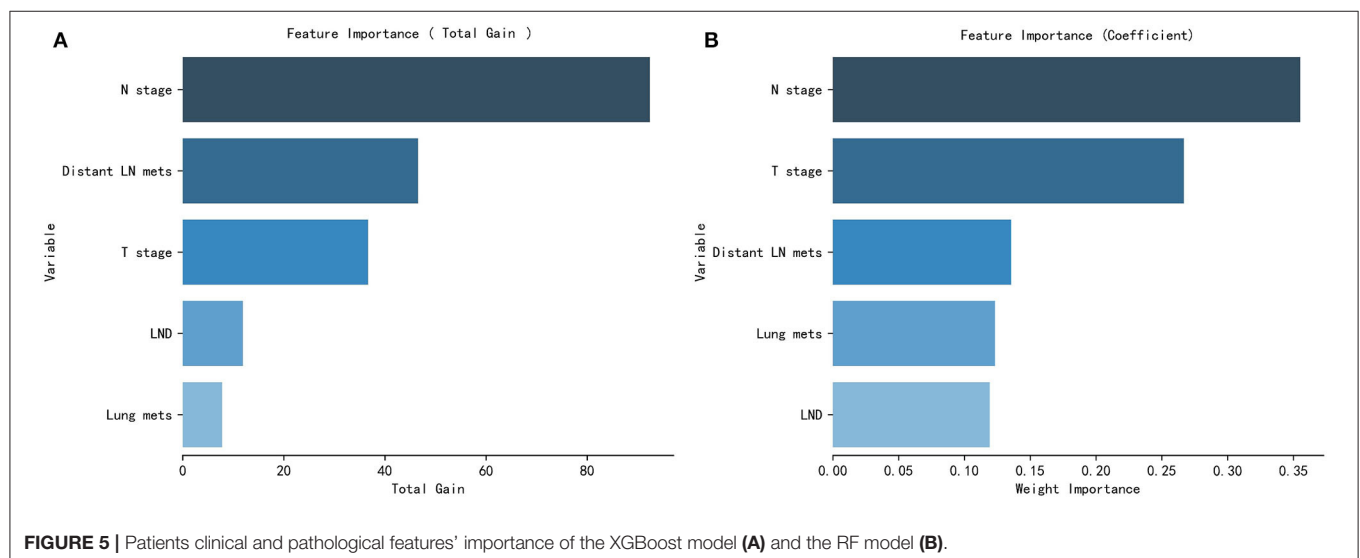 A
Feature Importance ( Total Gain )
Variable
N stage
Distant LN mets
T stage
LND
Lung mets
0 20 40 60 80
Total Gain
B
Feature Importance (Coefficient)
Variable
N stage
T stage
Distant LN mets
Lung mets
LND
0.00 0.05 0.10 0.15 0.20 0.25 0.30 0.35
Weight Importance
FIGURE 5 | Patients clinical and pathological features' importance of the XGBoost model (A) and the RF model (B).